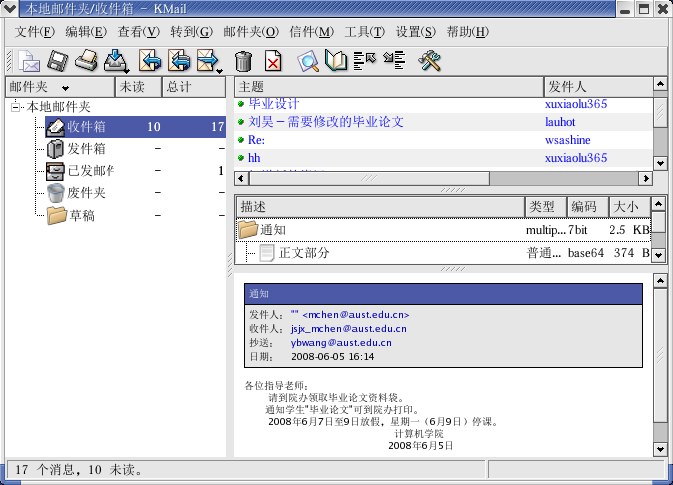 本地邮件夹/收件箱 - KMail
文件(F) 编辑(E) 查看(V) 转到(G) 邮件夹(O) 信件(M) 工具(T) 设置(S) 帮助(H)
邮件夹 未读 总计
本地邮件夹
收件箱 10 17
发件箱 - -
已发邮件 - 1
废件夹 - -
草稿 - -
主题 发件人
毕业设计 xuxiaolu365
刘昊－需要修改的毕业论文 lauhot
Re: wsashine
hh xuxiaolu365
描述 类型 编码 大小
通知 multip... 7bit 2.5 KB
正文部分 普通... base64 374 B
通知
发件人: "" <mchen@aust.edu.cn>
收件人: jsjx_mchen@aust.edu.cn
抄送: ybwang@aust.edu.cn
日期: 2008-06-05 16:14
各位指导老师:
请到院办领取毕业论文资料袋。
通知学生"毕业论文"可到院办打印。
2008年6月7日至9日放假，星期一（6月9日）停课。
计算机学院
2008年6月5日
17 个消息，10 未读。